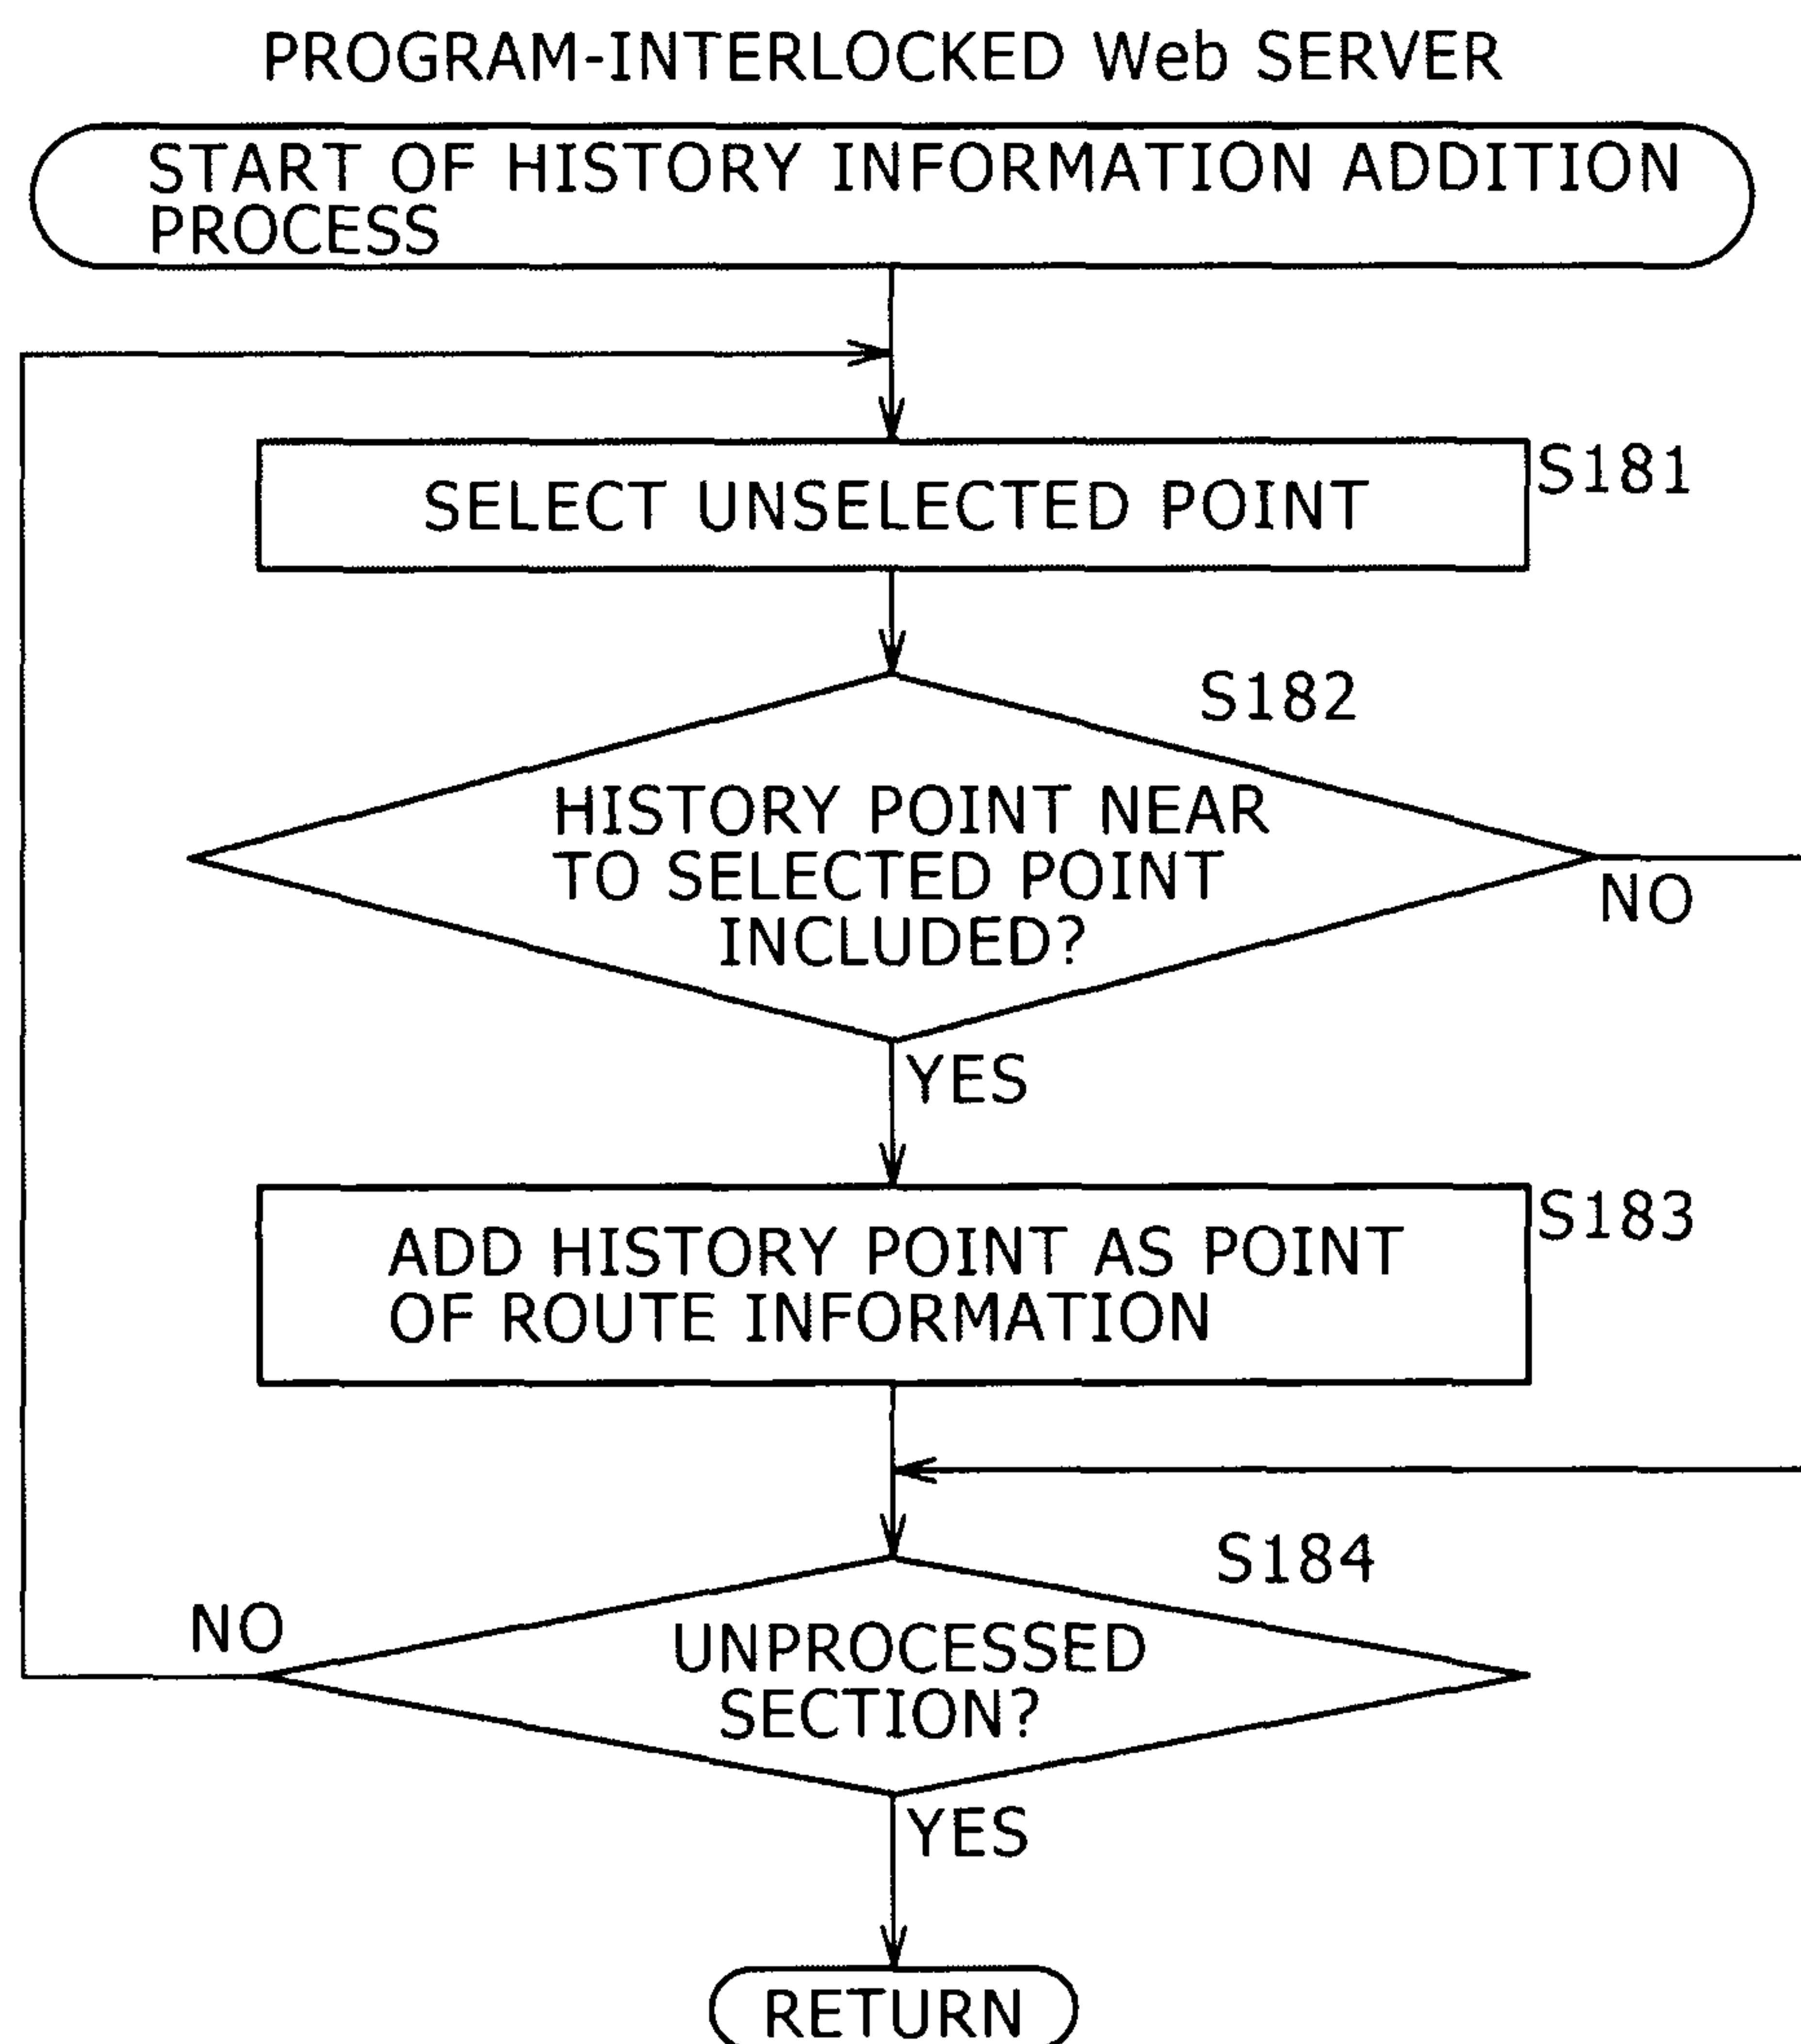 PROGRAM-INTERLOCKED Web SERVER
START OF HISTORY INFORMATION ADDITION
PROCESS
SELECT UNSELECTED POINT
S181
S182
HISTORY POINT NEAR
TO SELECTED POINT
INCLUDED?
NO
YES
S183
ADD HISTORY POINT AS POINT
OF ROUTE INFORMATION
S184
NO
UNPROCESSED
SECTION?
YES
RETURN